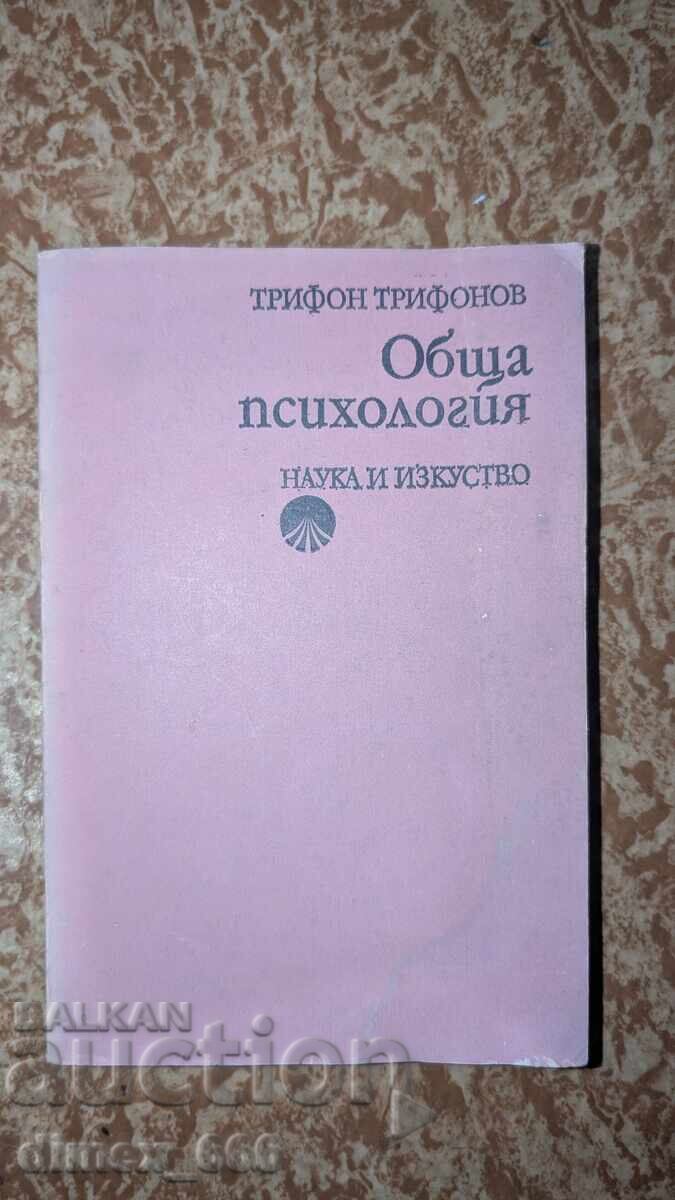 ТРИФОН ТРИФОНОВ
Обща
психология
НАУКА И ИЗКУСТВО
BALKAN
auction
dimex_666